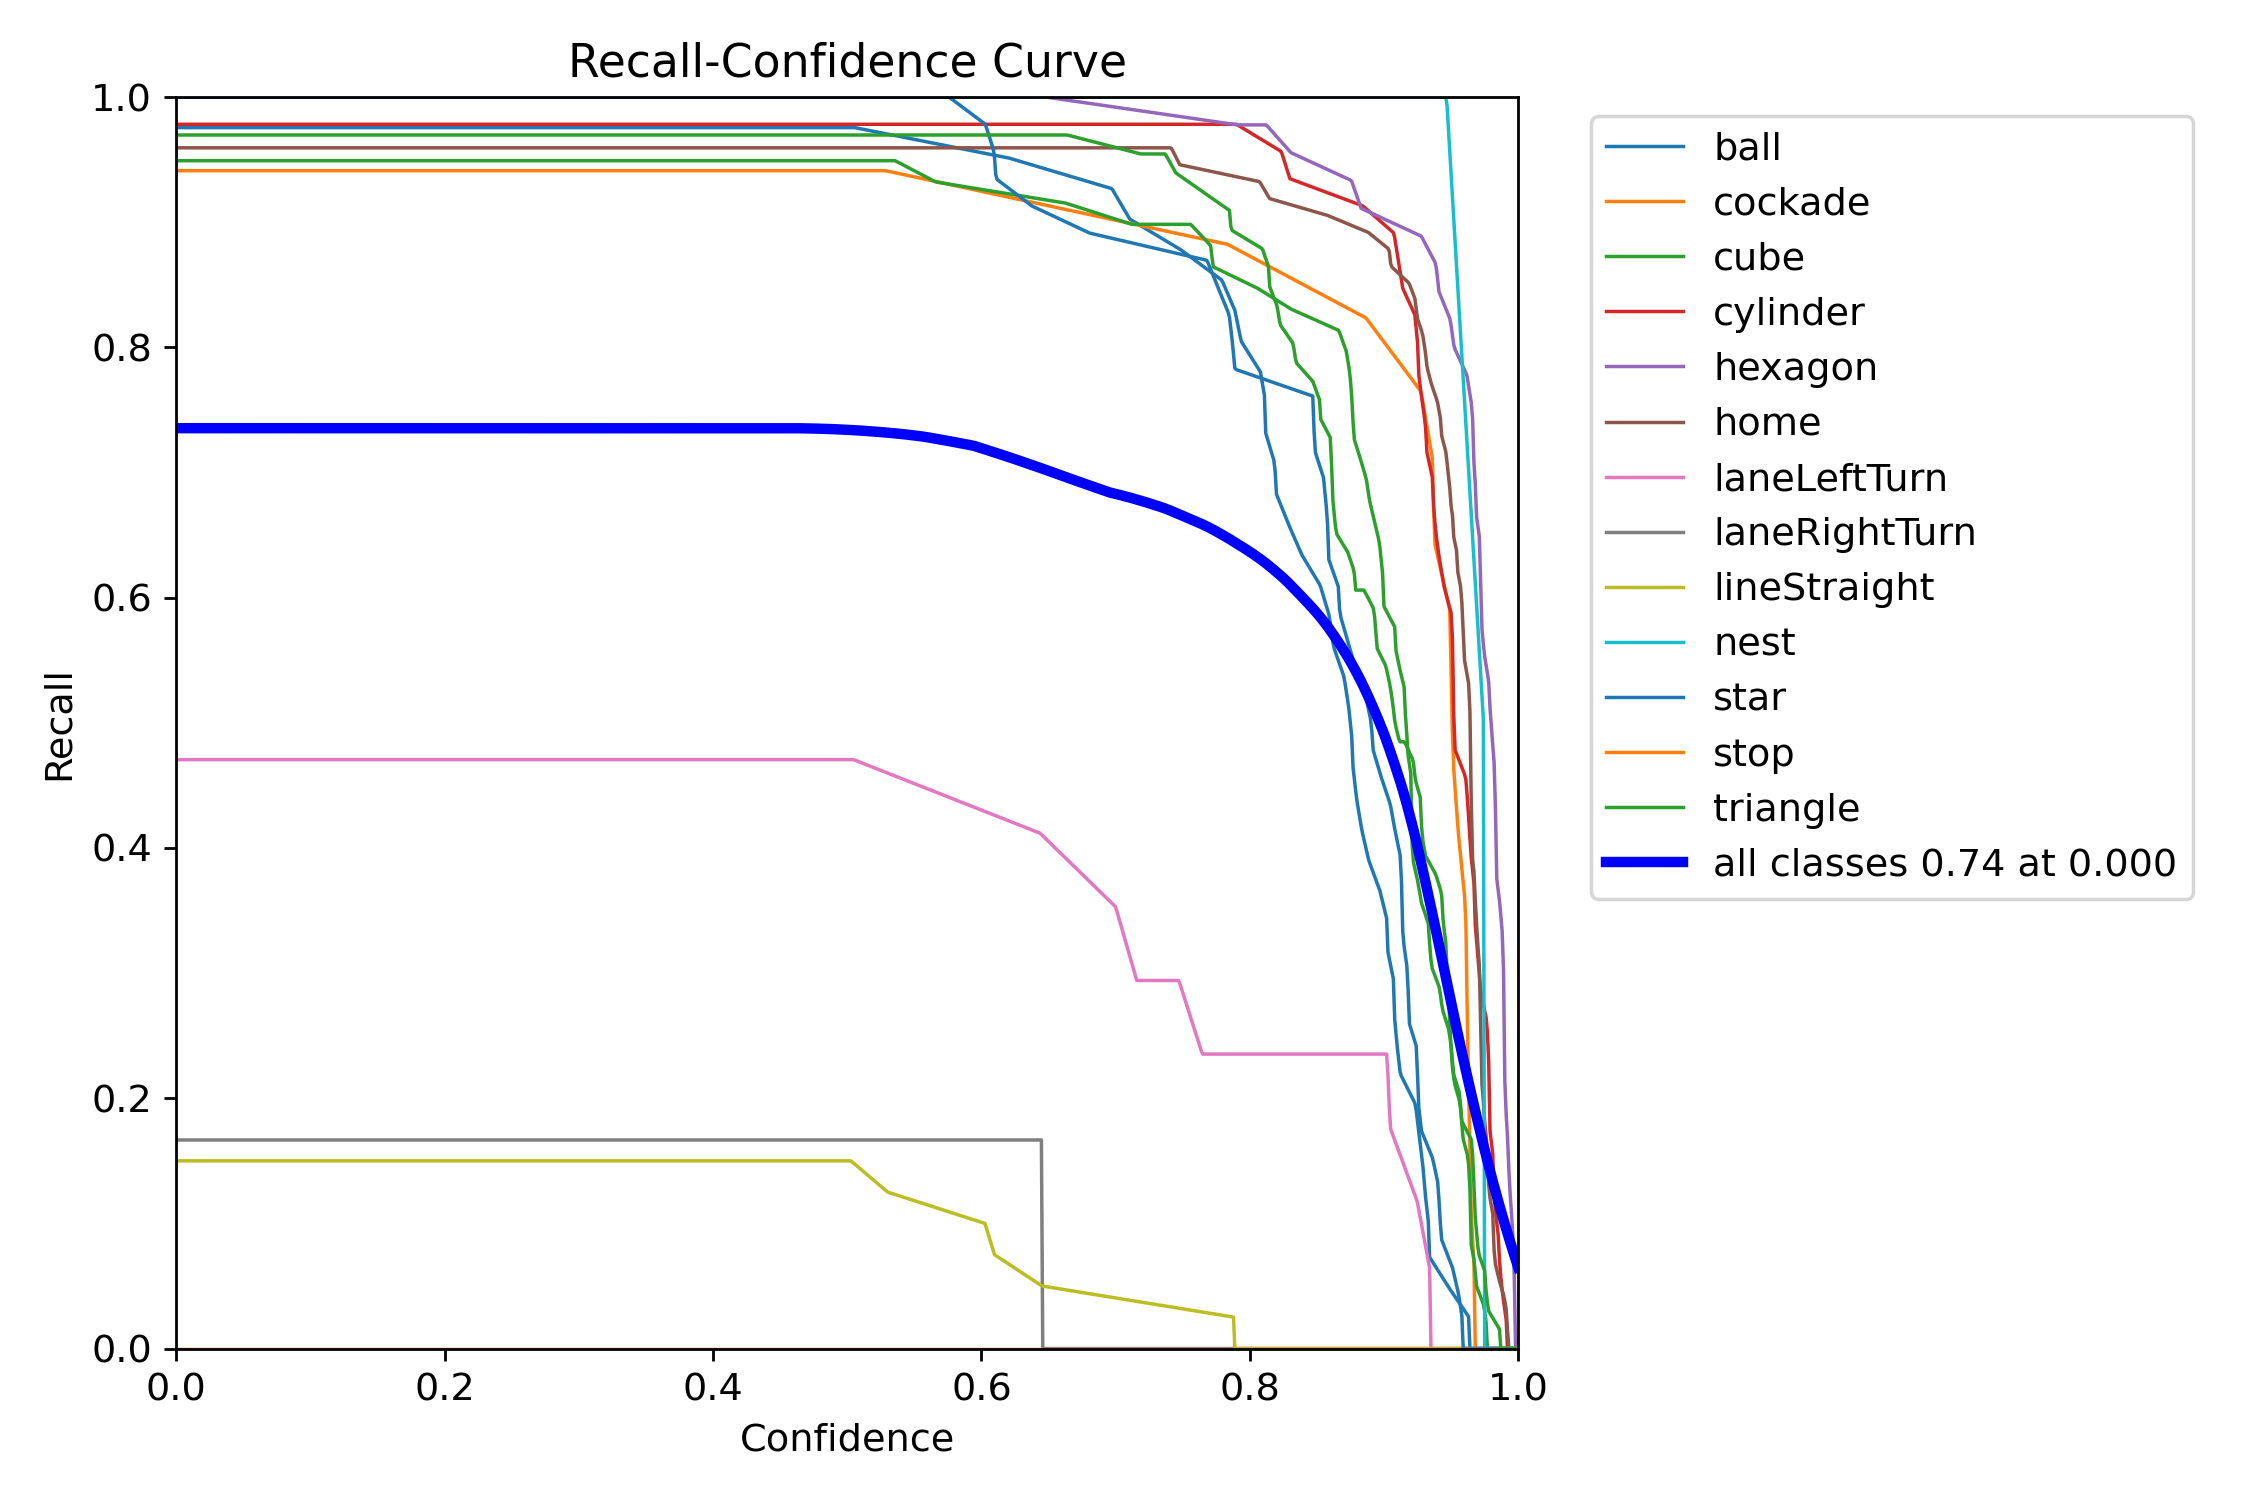 Recall-Confidence Curve
1.0
0.8
0.6
0.4
0.2
0.0
Recall
0.0 0.2 0.4 0.6 0.8 1.0
Confidence
ball
cockade
cube
cylinder
hexagon
home
laneLeftTurn
laneRightTurn
lineStraight
nest
star
stop
triangle
all classes 0.74 at 0.000